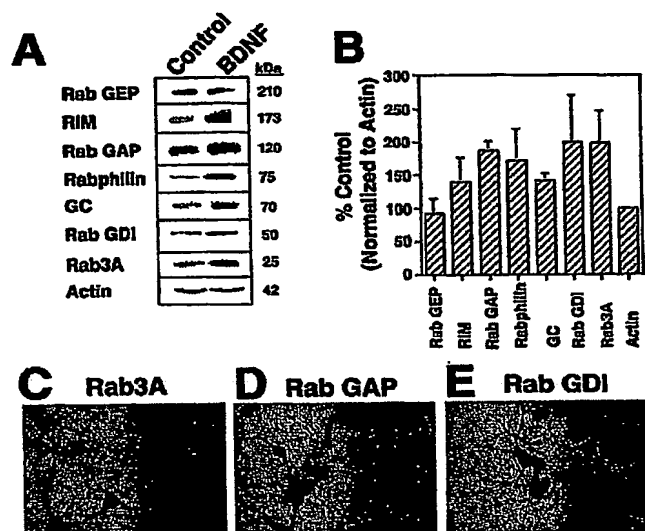 A
Control BDNF
kDa
Rab GEP 210
RIM 173
Rab GAP 120
Rabphilin 75
GC 70
Rab GDI 50
Rab3A 25
Actin 42
B
% Control
(Normalized to Actin)
300
250
200
150
100
50
0
Rab GEP
RIM
Rab GAP
Rabphilin
GC
Rab GDI
Rab3A
Actin
C Rab3A
D Rab GAP
E Rab GDI